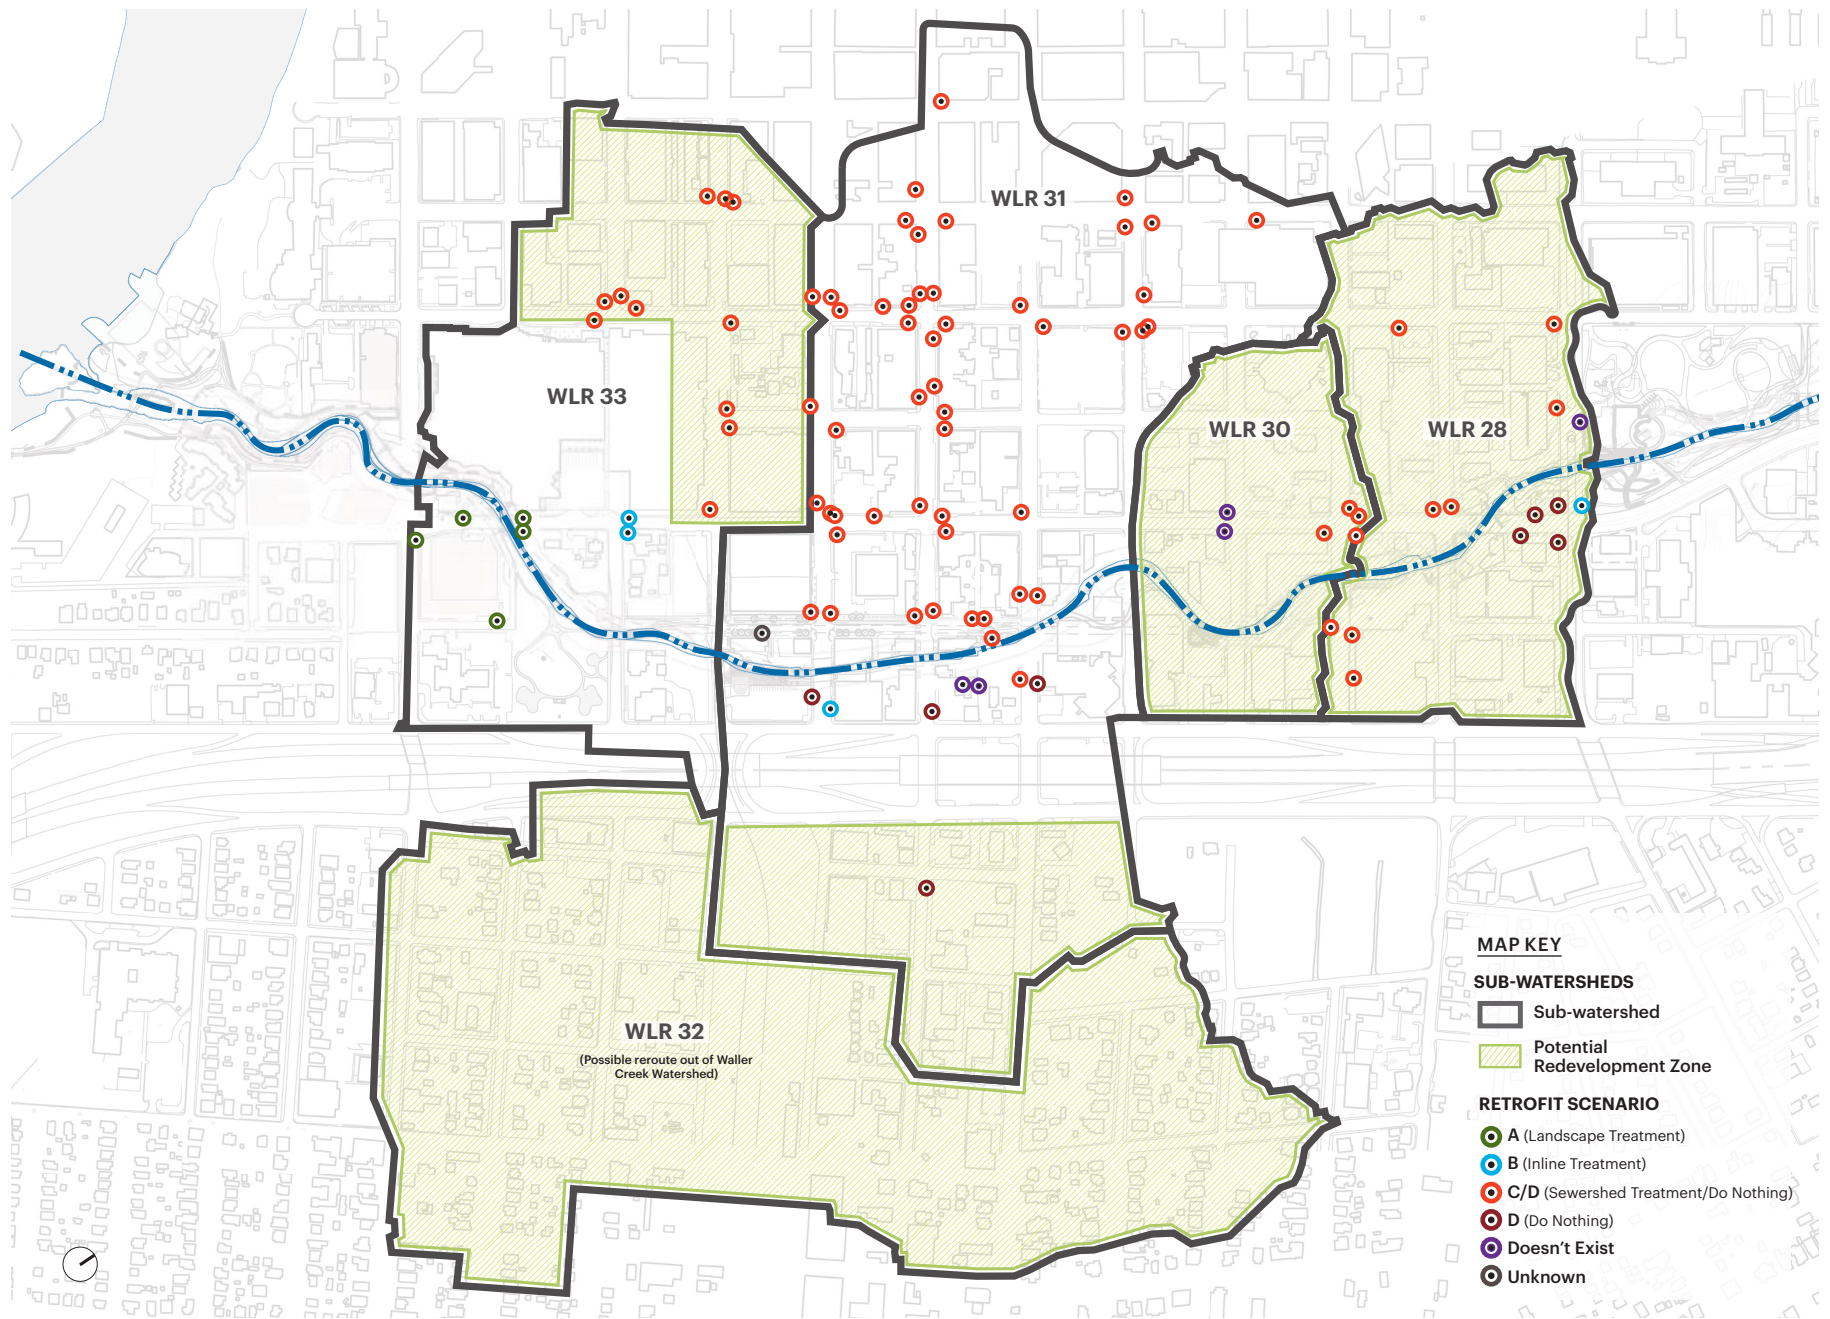 WLR 31
WLR 33
WLR 30
WLR 28
WLR 32
(Possible reroute out of Waller
Creek Watershed)
MAP KEY
SUB-WATERSHEDS
Sub-watershed
Potential
Redevelopment Zone
RETROFIT SCENARIO
A (Landscape Treatment)
B (Inline Treatment)
C/D (Sewershed Treatment/Do Nothing)
D (Do Nothing)
Doesn't Exist
Unknown